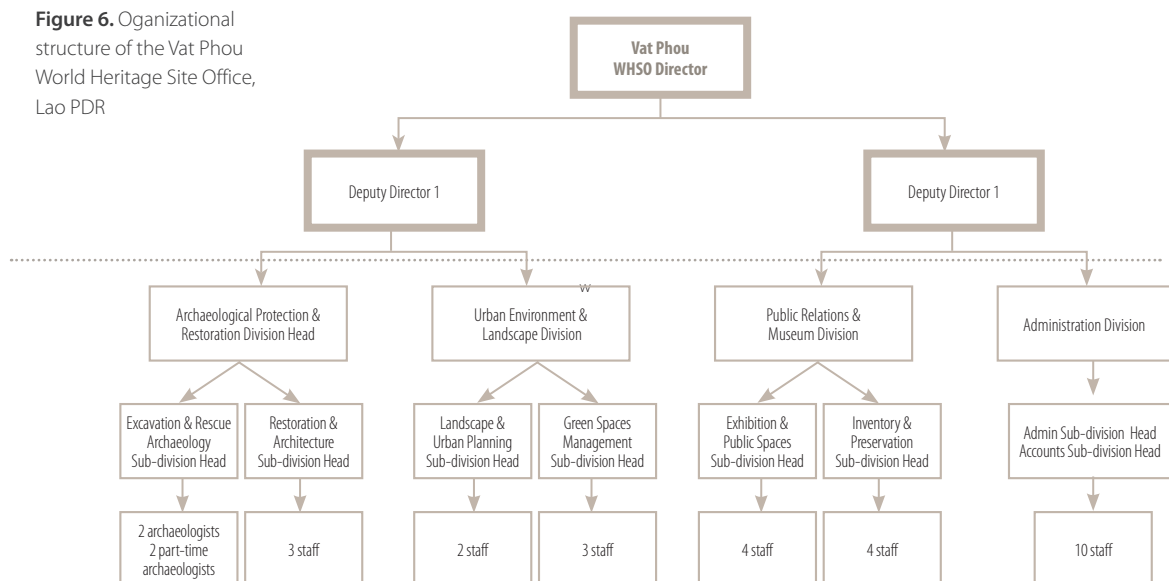 Figure 6. Oganizational
structure of the Vat Phou
World Heritage Site Office,
Lao PDR
Vat Phou
WHSO Director
Deputy Director 1
Deputy Director 1
W
Archaeological Protection &
Restoration Division Head
Urban Environment &
Landscape Division
Public Relations &
Museum Division
Administration Division
Excavation & Rescue
Archaeology
Sub-division Head
Restoration &
Architecture
Sub-division Head
Landscape &
Urban Planning
Sub-division Head
Green Spaces
Management
Sub-division Head
Exhibition &
Public Spaces
Sub-division Head
Inventory &
Preservation
Sub-division Head
Admin Sub-division Head
Accounts Sub-division Head
2 archaeologists
2 part-time
archaeologists
3 staff
2 staff
3 staff
4 staff
4 staff
10 staff